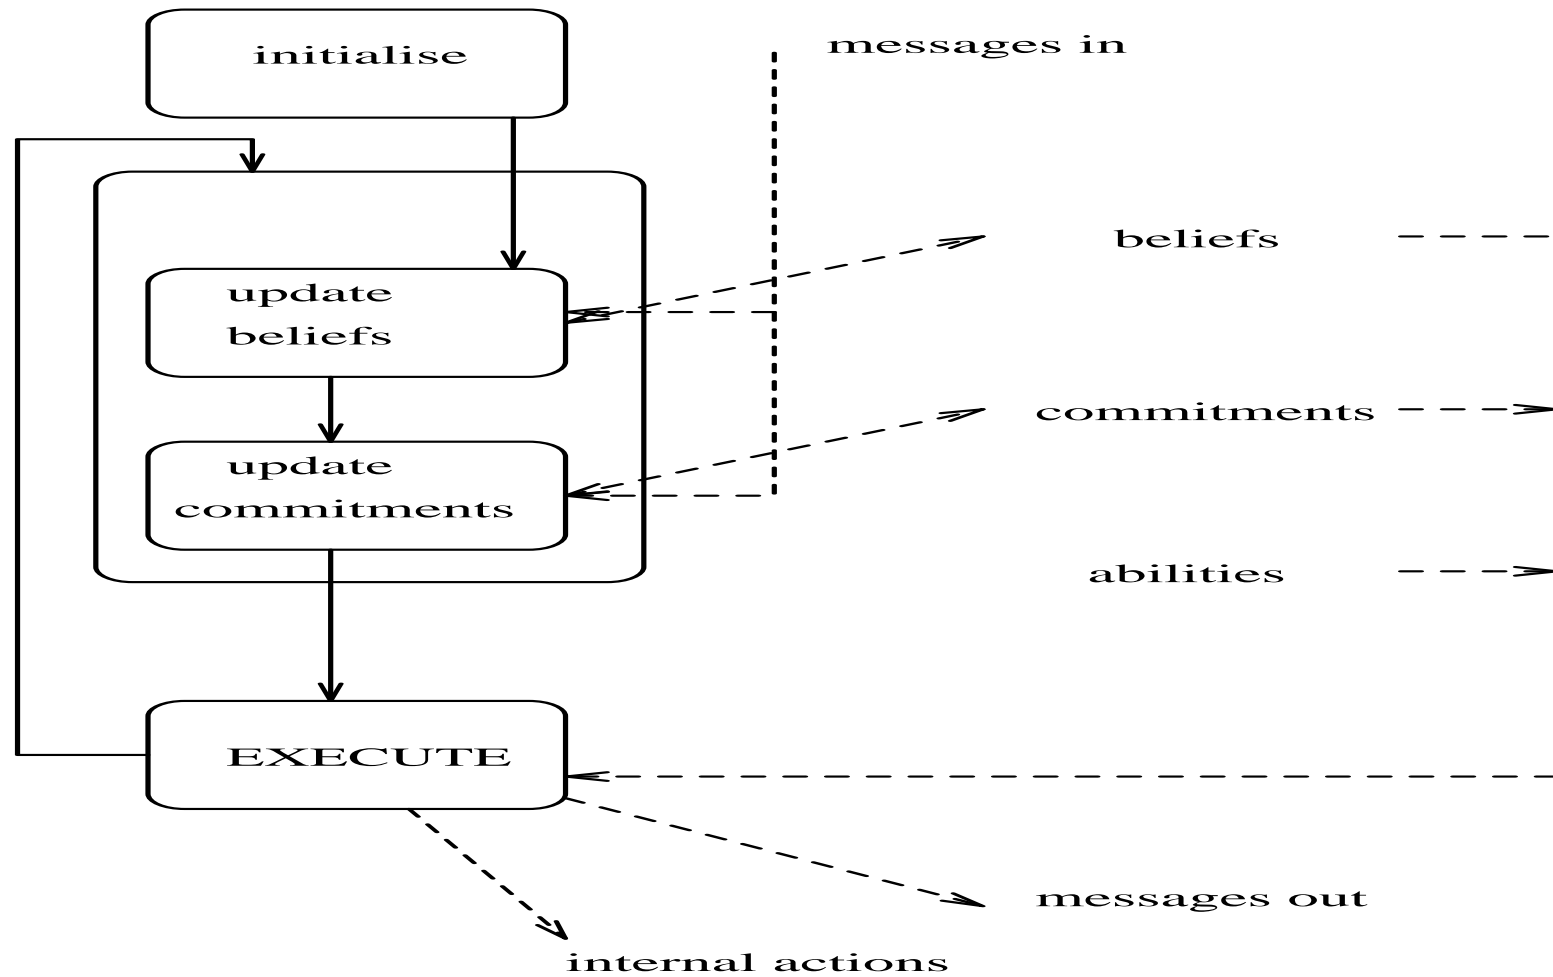 initialise
messages in
beliefs
update
beliefs
commitments
update
commitments
abilities
EXECUTE
messages out
internal actions